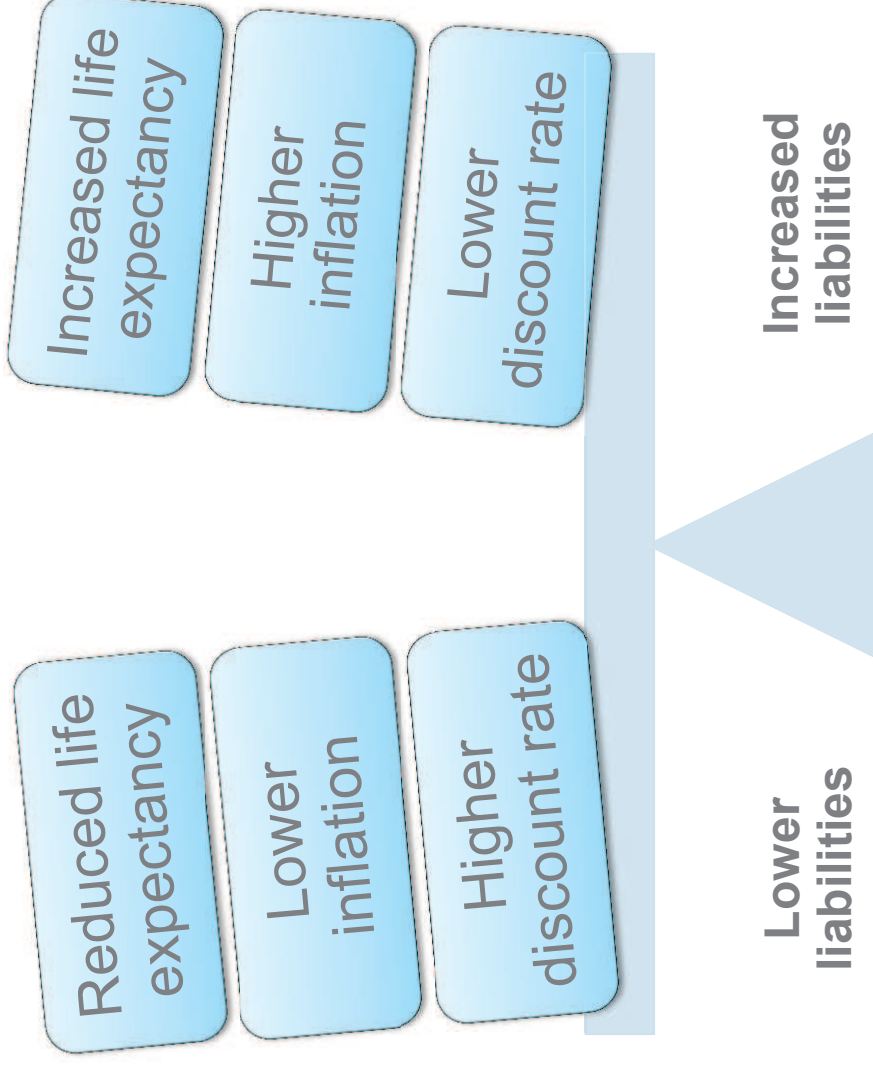 Reduced life
expectancy
Lower
inflation
Higher
discount rate
Lower
liabilities
Increased life
expectancy
Higher
inflation
Lower
discount rate
Increased
liabilities